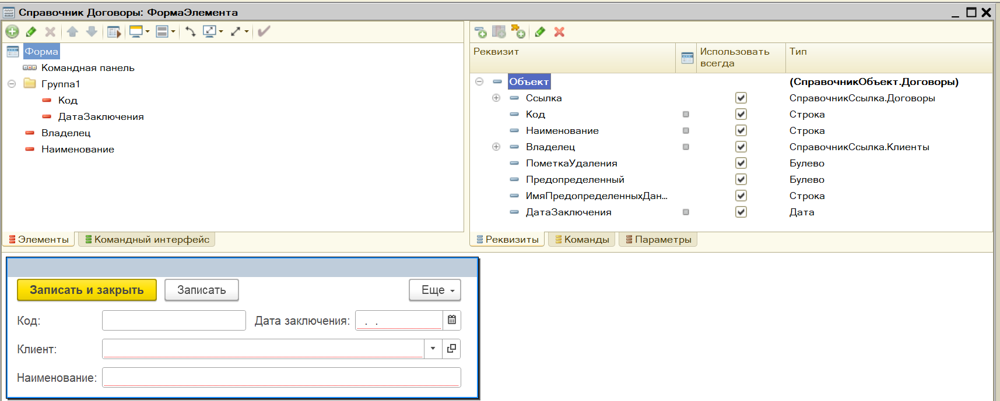 Справочник Договоры: ФормаЭлемента
Форма
Командная панель
Группа1
Код
ДатаЗаключения
Владелец
Наименование
Элементы
Командный интерфейс
Реквизит
Использовать
всегда
Тип
Объект (СправочникОбъект.Договоры)
Ссылка СправочникСсылка.Договоры
Код Строка
Наименование Строка
Владелец СправочникСсылка.Клиенты
ПометкаУдаления Булево
Предопределенный Булево
ИмяПредопределенныхДан... Строка
ДатаЗаключения Дата
Реквизиты
Команды
Параметры
Записать и закрыть
Записать
Еще
Код:
Дата заключения: . .
Клиент:
Наименование: